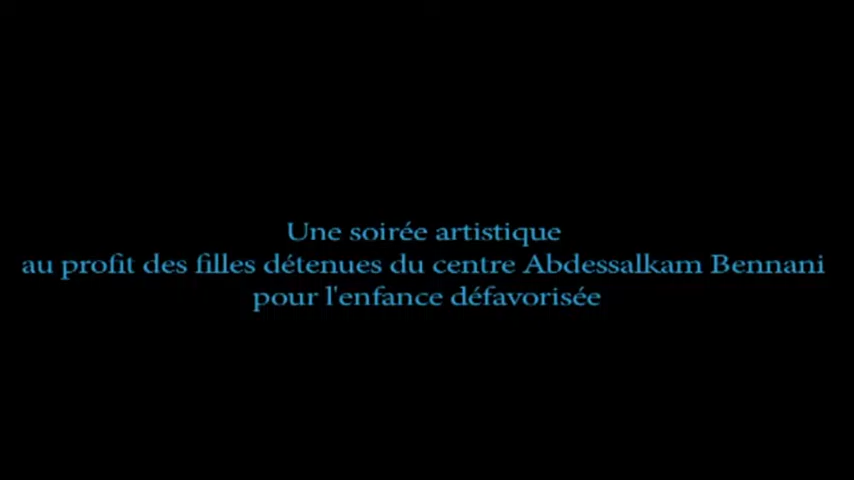 Une soirée artistique
au profit des filles détenues du centre Abdessalkam Bennani
pour l'enfance défavorisée